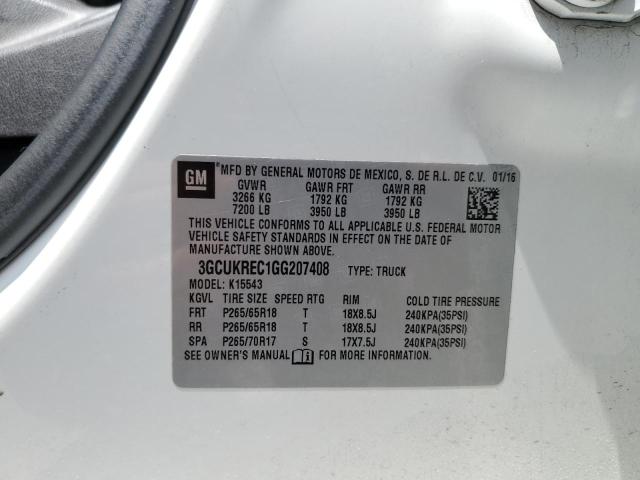 GM
® MFD BY GENERAL MOTORS DE MEXICO, S. DE R.L. DE C.V. 01/16
GVWR GAWR FRT GAWR RR
3266 KG 1792 KG 1792 KG
7200 LB 3950 LB 3950 LB
THIS VEHICLE CONFORMS TO ALL APPLICABLE U.S. FEDERAL MOTOR
VEHICLE SAFETY STANDARDS IN EFFECT ON THE DATE OF
MANUFACTURE SHOWN ABOVE.
3GCUKREC1GG207408 TYPE: TRUCK
MODEL: K15543
KGVL TIRE SIZE SPEED RTG RIM COLD TIRE PRESSURE
FRT P265/65R18 T 18X8.5J 240KPA(35PSI)
RR P265/65R18 T 18X8.5J 240KPA(35PSI)
SPA P265/70R17 S 17X7.5J 240KPA(35PSI)
SEE OWNER'S MANUAL FOR MORE INFORMATION.